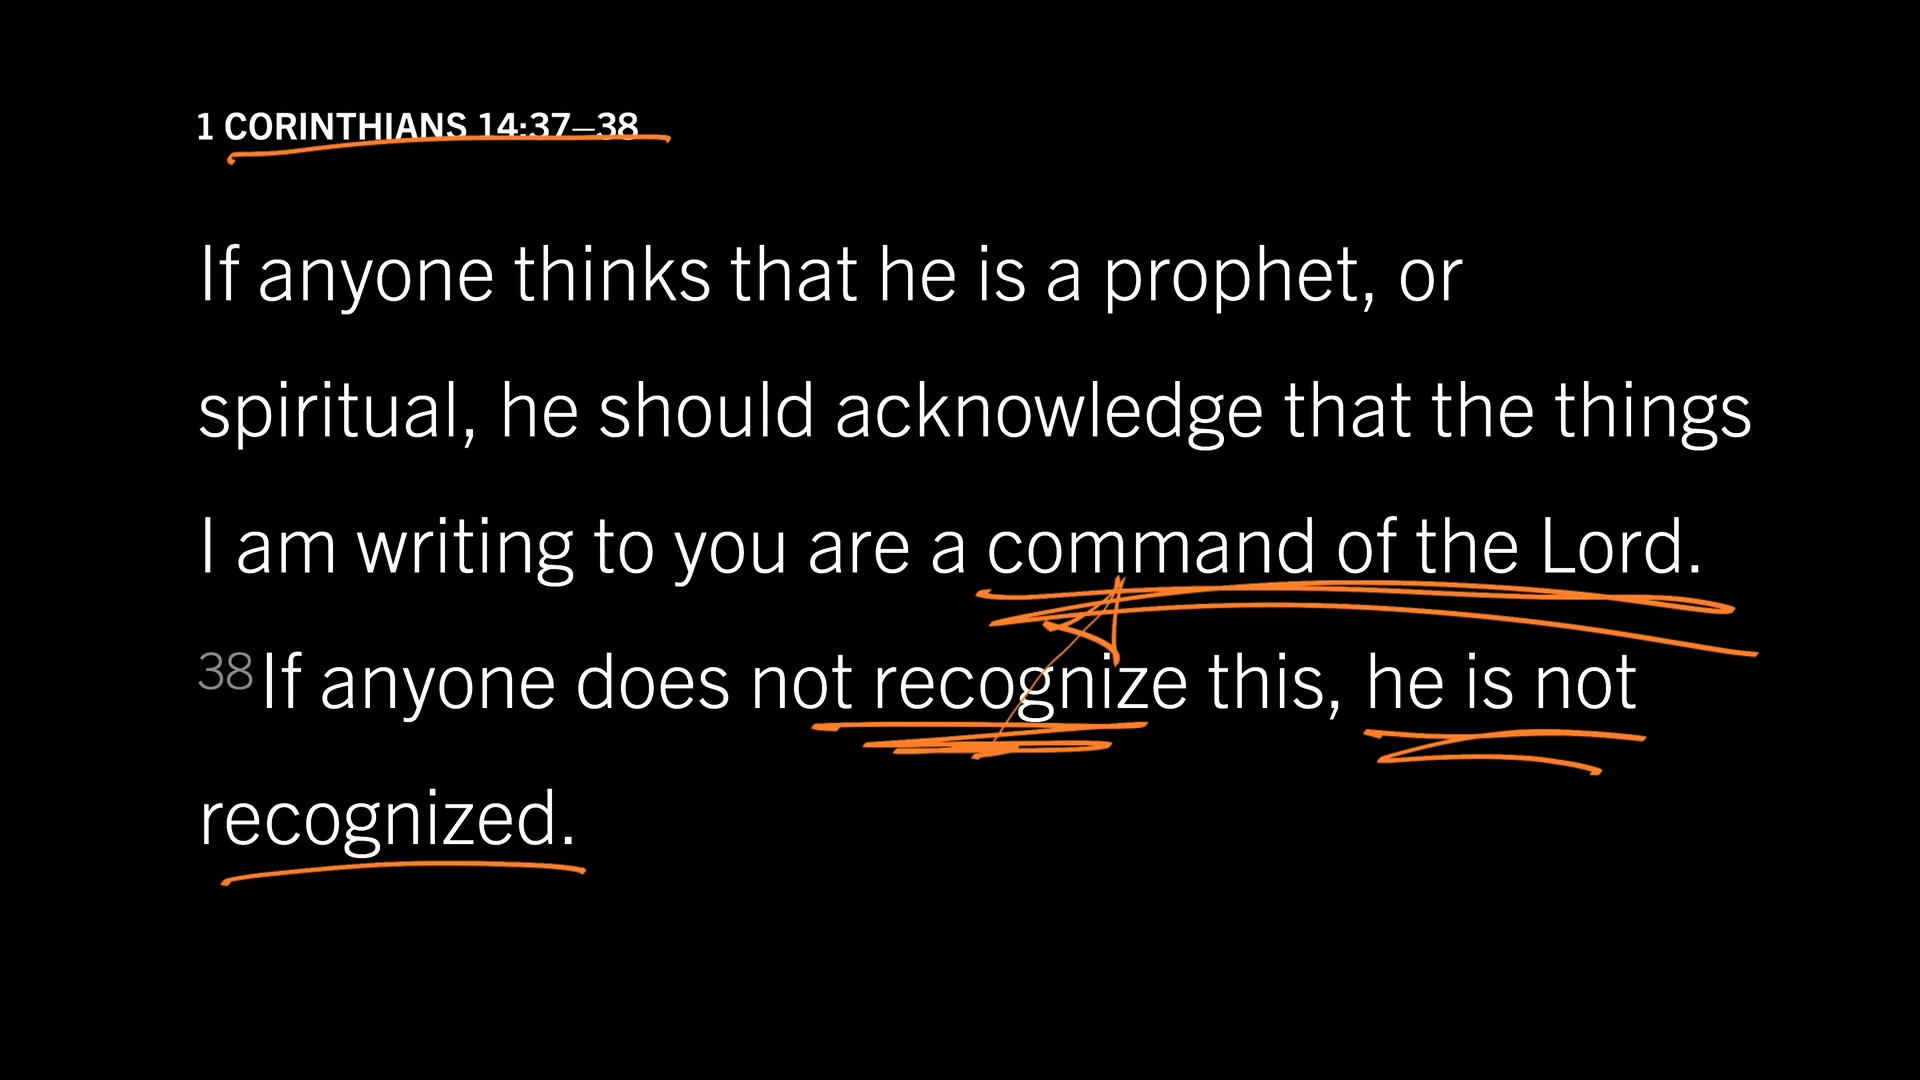 1 CORINTHIANS 14:37–38
If anyone thinks that he is a prophet, or
spiritual, he should acknowledge that the things
I am writing to you are a command of the Lord.
38 If anyone does not recognize this, he is not
recognized.